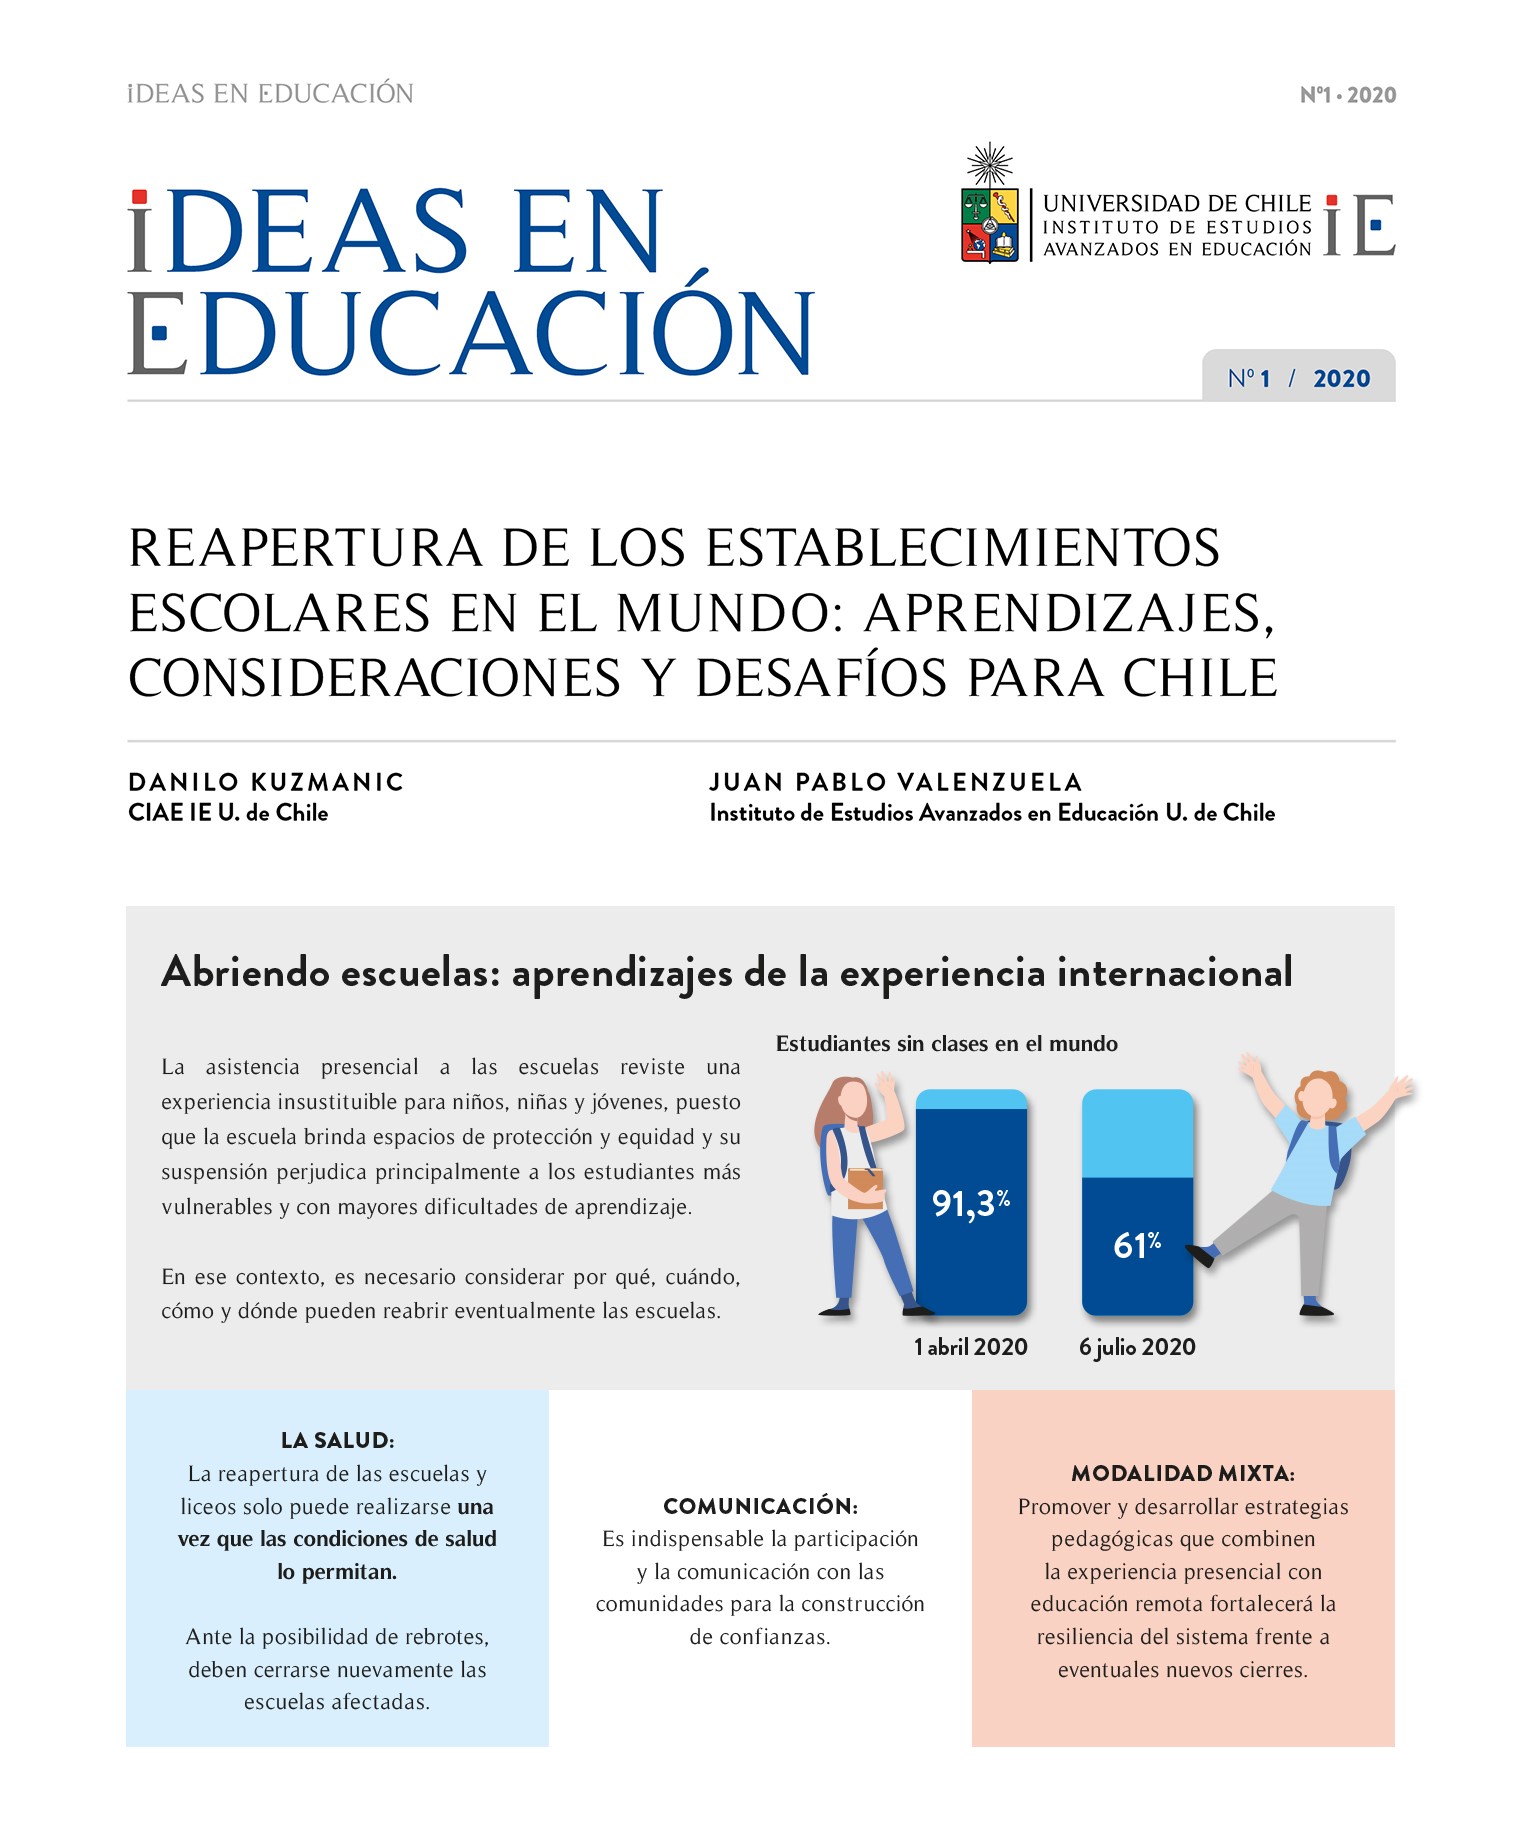 iDEAS EN EDUCACIÓN
Nº1 • 2020
iDEAS EN
EDUCACIÓN
UNIVERSIDAD DE CHILE
INSTITUTO DE ESTUDIOS
AVANZADOS EN EDUCACIÓN
iE
Nº 1 / 2020
REAPERTURA DE LOS ESTABLECIMIENTOS
ESCOLARES EN EL MUNDO: APRENDIZAJES,
CONSIDERACIONES Y DESAFÍOS PARA CHILE
DANILO KUZMANIC
CIAE IE U. de Chile
JUAN PABLO VALENZUELA
Instituto de Estudios Avanzados en Educación U. de Chile
Abriendo escuelas: aprendizajes de la experiencia internacional
La asistencia presencial a las escuelas reviste una
experiencia insustituible para niños, niñas y jóvenes, puesto
que la escuela brinda espacios de protección y equidad y su
suspensión perjudica principalmente a los estudiantes más
vulnerables y con mayores dificultades de aprendizaje.
En ese contexto, es necesario considerar por qué, cuándo,
cómo y dónde pueden reabrir eventualmente las escuelas.
Estudiantes sin clases en el mundo
91,3%
61%
1 abril 2020
6 julio 2020
LA SALUD:
La reapertura de las escuelas y
liceos solo puede realizarse una
vez que las condiciones de salud
lo permitan.
Ante la posibilidad de rebrotes,
deben cerrarse nuevamente las
escuelas afectadas.
COMUNICACIÓN:
Es indispensable la participación
y la comunicación con las
comunidades para la construcción
de confianzas.
MODALIDAD MIXTA:
Promover y desarrollar estrategias
pedagógicas que combinen
la experiencia presencial con
educación remota fortalecerá la
resiliencia del sistema frente a
eventuales nuevos cierres.